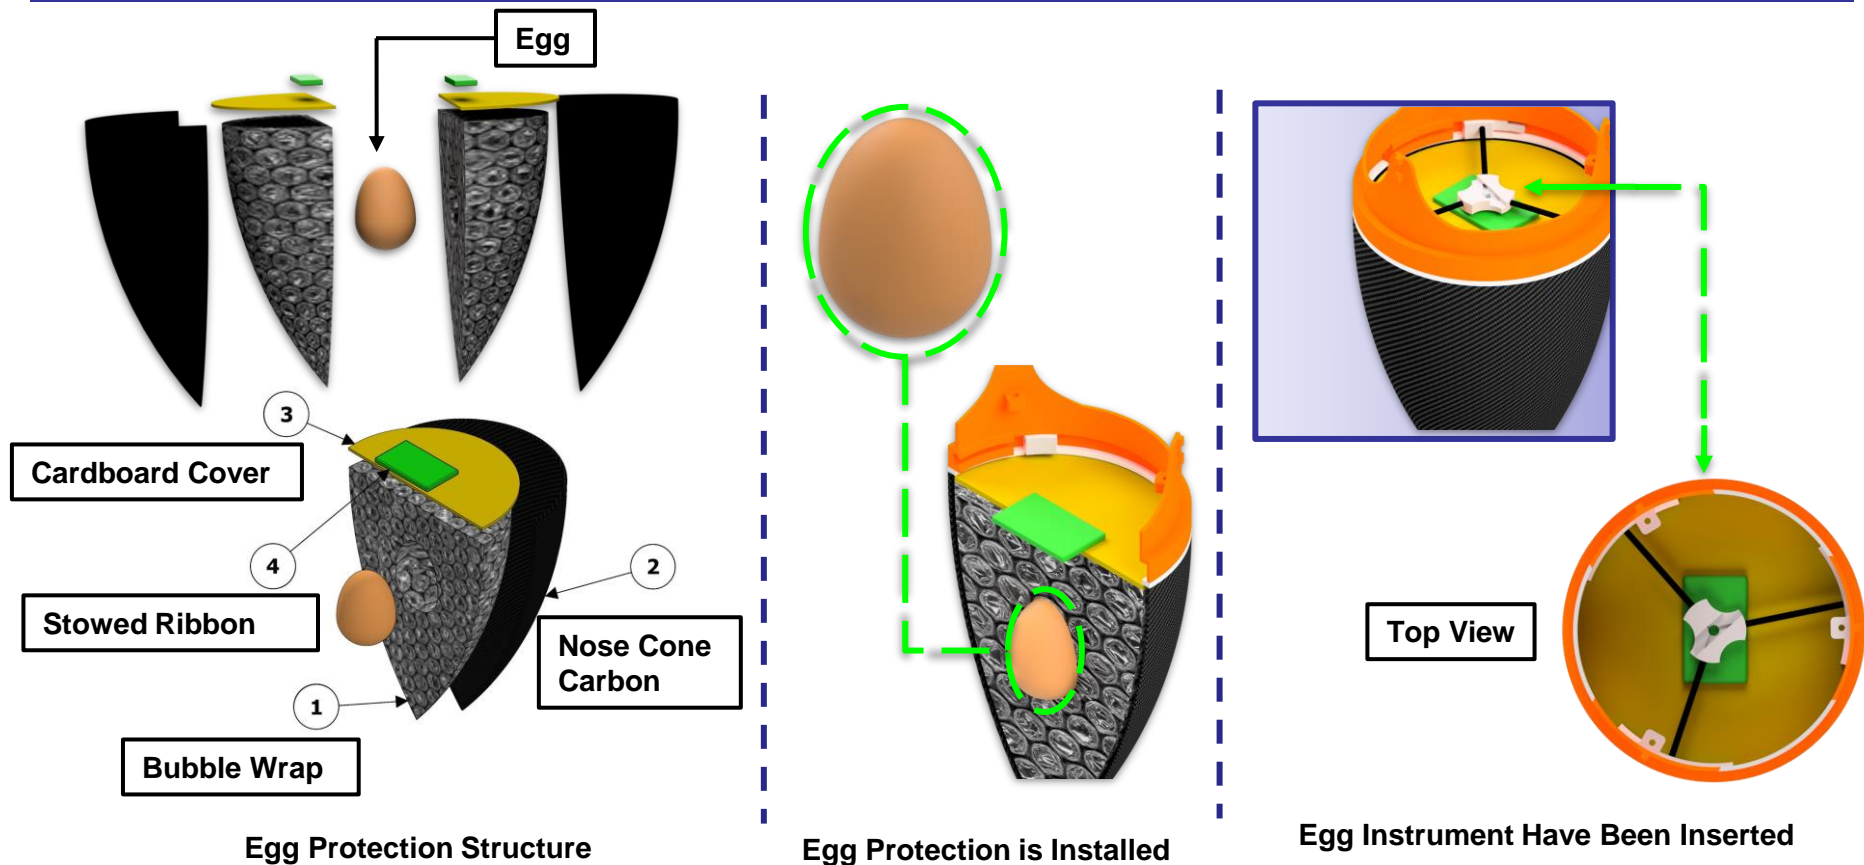 Egg
3
Cardboard Cover
4
Stowed Ribbon
2
Nose Cone
Carbon
1
Bubble Wrap
Egg Protection Structure
Egg Protection is Installed
Top View
Egg Instrument Have Been Inserted